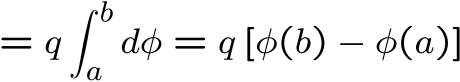 = q ∫_a^b dϕ = q [ϕ(b) − ϕ(a)]